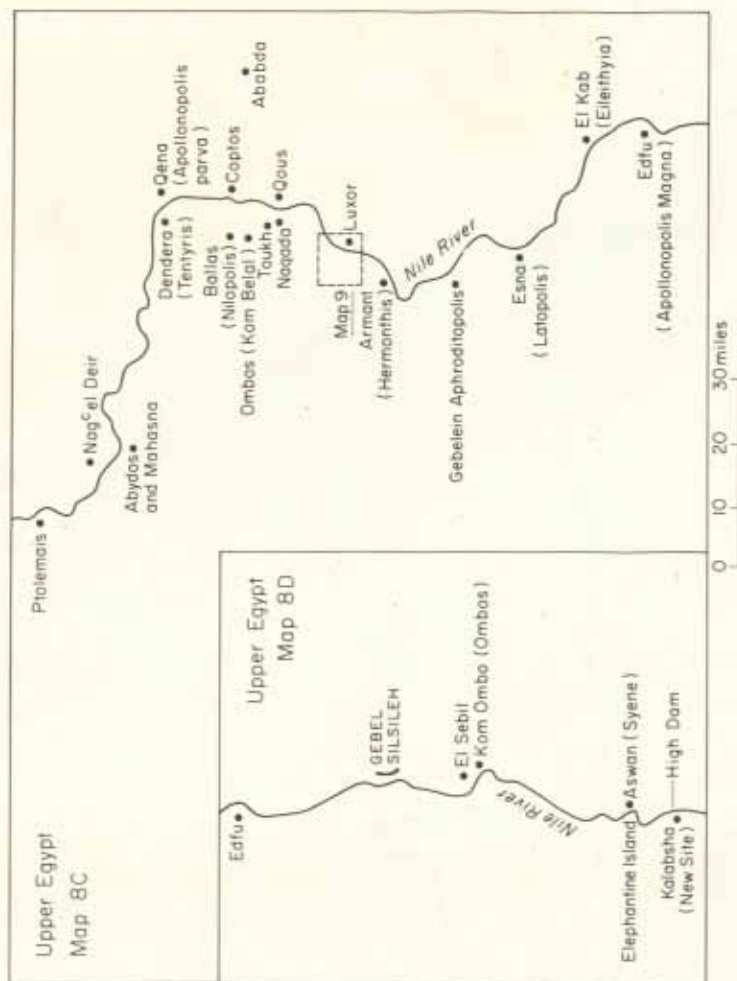 Upper Egypt
Map 8C
Ptolemais
Nagᶜ el Deir
Abydos
and Mahasna
Dendera
(Tentyris)
Qena
(Apollonopolis
parva)
Ballas
(Nilopolis)
Coptos
Ombos (Kom Belal)
Ababda
Toukh
Naqada
Qous
Map 9
Luxor
Armant
(Hermonthis)
Nile River
Gebelein Aphroditopolis
Esna
(Latopolis)
El Kab
(Eileithyia)
Edfu
(Apollonopolis Magna)
0 10 20 30 miles
Upper Egypt
Map 8D
Edfu
GEBEL
SILSILEH
El Sebil
Kom Ombo (Ombos)
Nile River
Elephantine Island
Aswan (Syene)
Kalabsha
(New Site)
High Dam